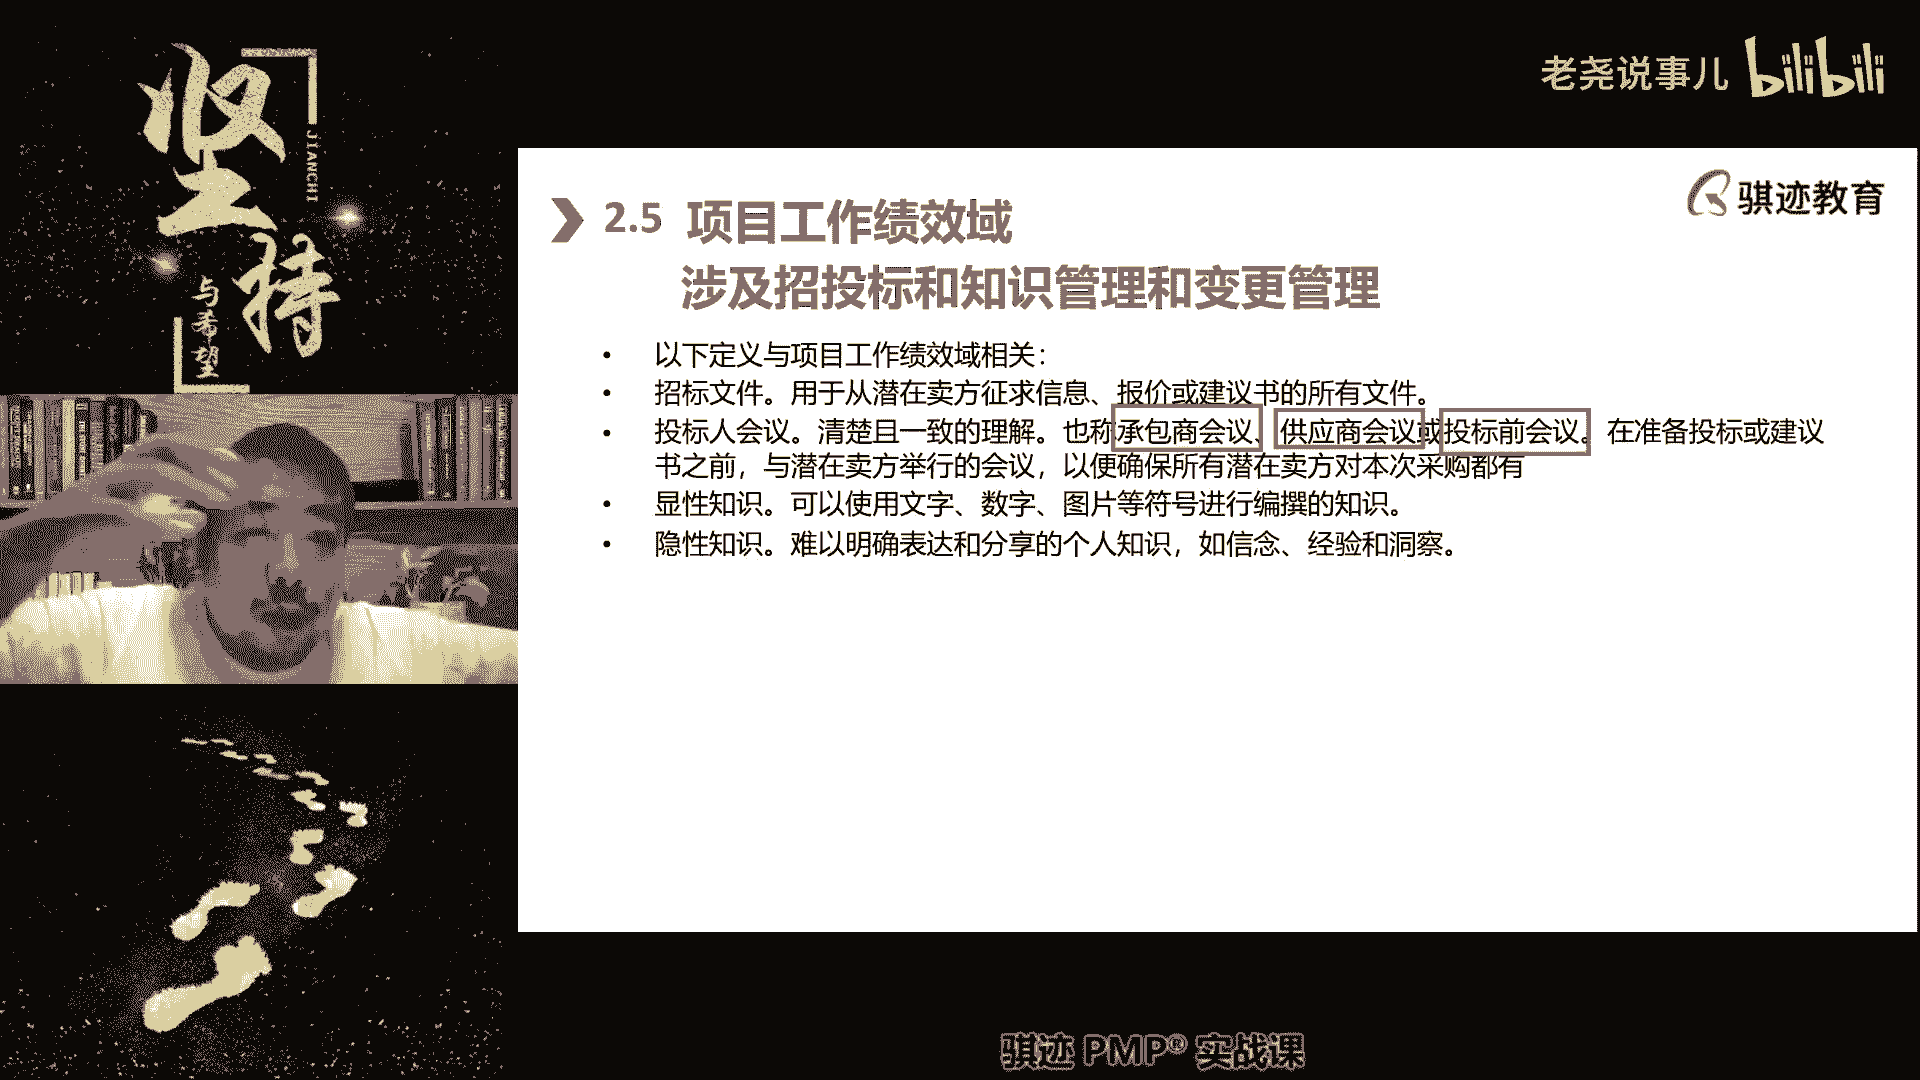 坚持
JIANCHI
与希望
老尧说事儿 bilibili
骐迹教育
2.5 项目工作绩效域
涉及招投标和知识管理和变更管理
• 以下定义与项目工作绩效域相关：
• 招标文件。用于从潜在卖方征求信息、报价或建议书的所有文件。
• 投标人会议。清楚且一致的理解。也称承包商会议、供应商会议或投标前会议。在准备投标或建议
书之前，与潜在卖方举行的会议，以便确保所有潜在卖方对本次采购都有
• 显性知识。可以使用文字、数字、图片等符号进行编撰的知识。
• 隐性知识。难以明确表达和分享的个人知识，如信念、经验和洞察。
骐迹 PMP® 实战课